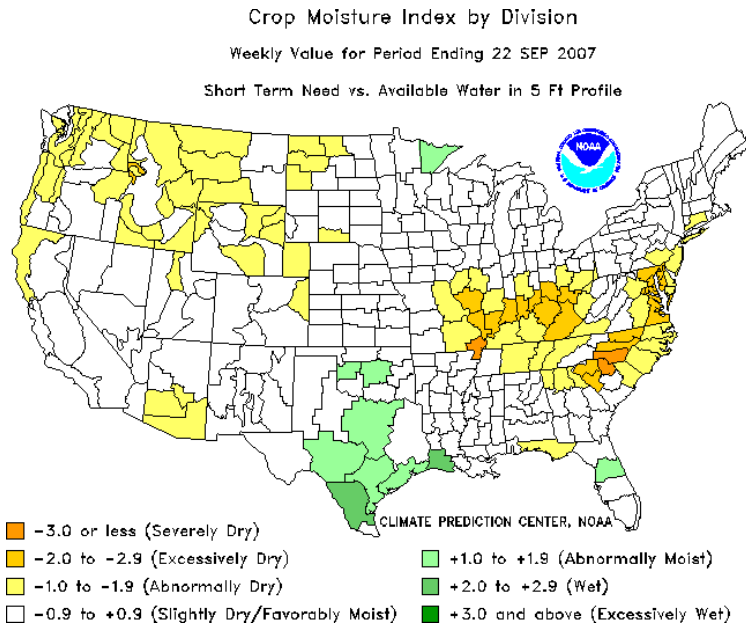 Crop Moisture Index by Division
Weekly Value for Period Ending 22 SEP 2007
Short Term Need vs. Available Water in 5 Ft Profile
NOAA
CLIMATE PREDICTION CENTER, NOAA
-3.0 or less (Severely Dry)
-2.0 to -2.9 (Excessively Dry)
-1.0 to -1.9 (Abnormally Dry)
-0.9 to +0.9 (Slightly Dry/Favorably Moist)
+1.0 to +1.9 (Abnormally Moist)
+2.0 to +2.9 (Wet)
+3.0 and above (Excessively Wet)